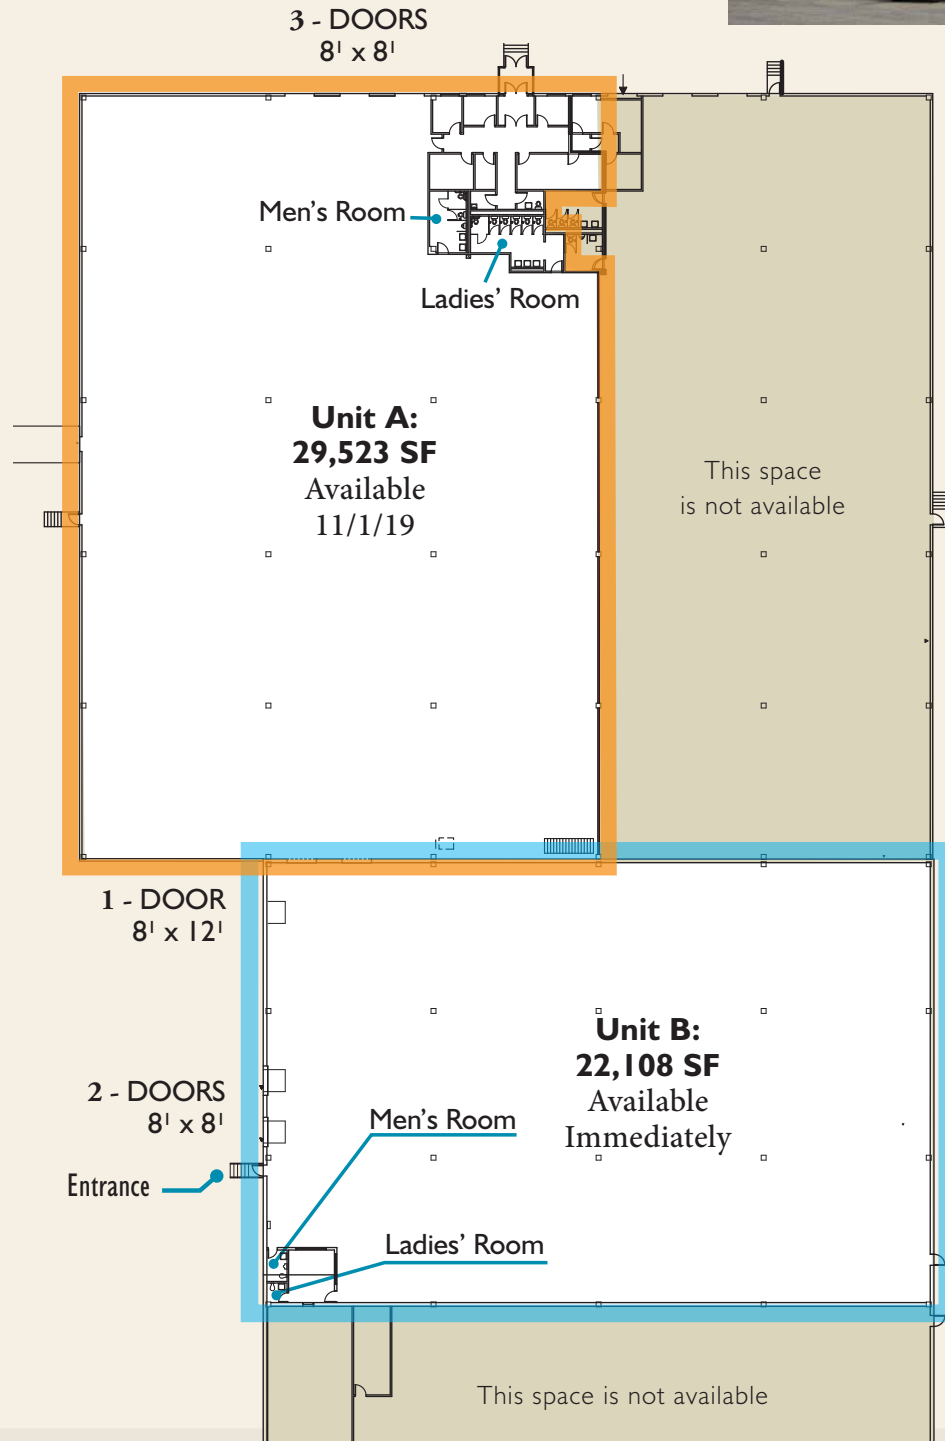 3 - DOORS
8' x 8'
Men's Room
Ladies' Room
Unit A:
29,523 SF
Available
11/1/19
This space
is not available
1 - DOOR
8' x 12'
Unit B:
22,108 SF
Available
Immediately
2 - DOORS
8' x 8'
Men's Room
Entrance
Ladies' Room
This space is not available